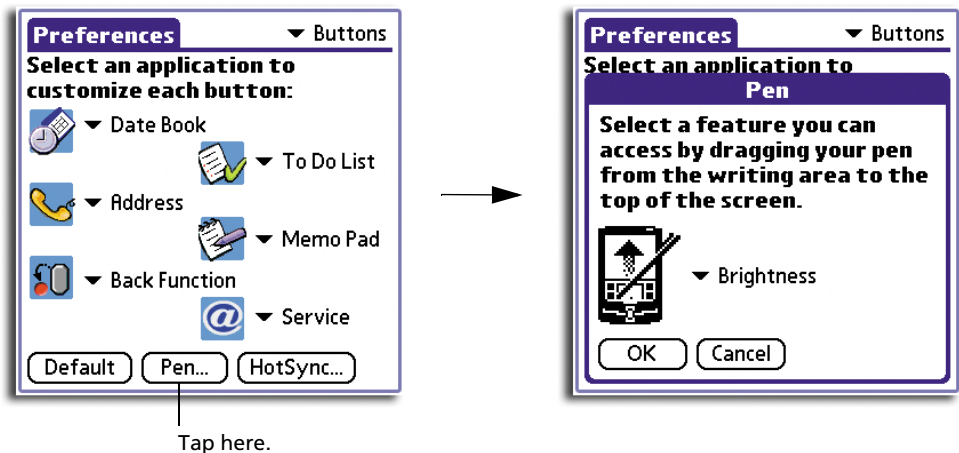 Preferences
Buttons
Select an application to
customize each button:
Date Book
To Do List
Address
Memo Pad
Back Function
@ Service
Default Pen... HotSync...
Tap here.
Preferences
Buttons
Select an application to
Pen
Select a feature you can
access by dragging your pen
from the writing area to the
top of the screen.
Brightness
OK Cancel